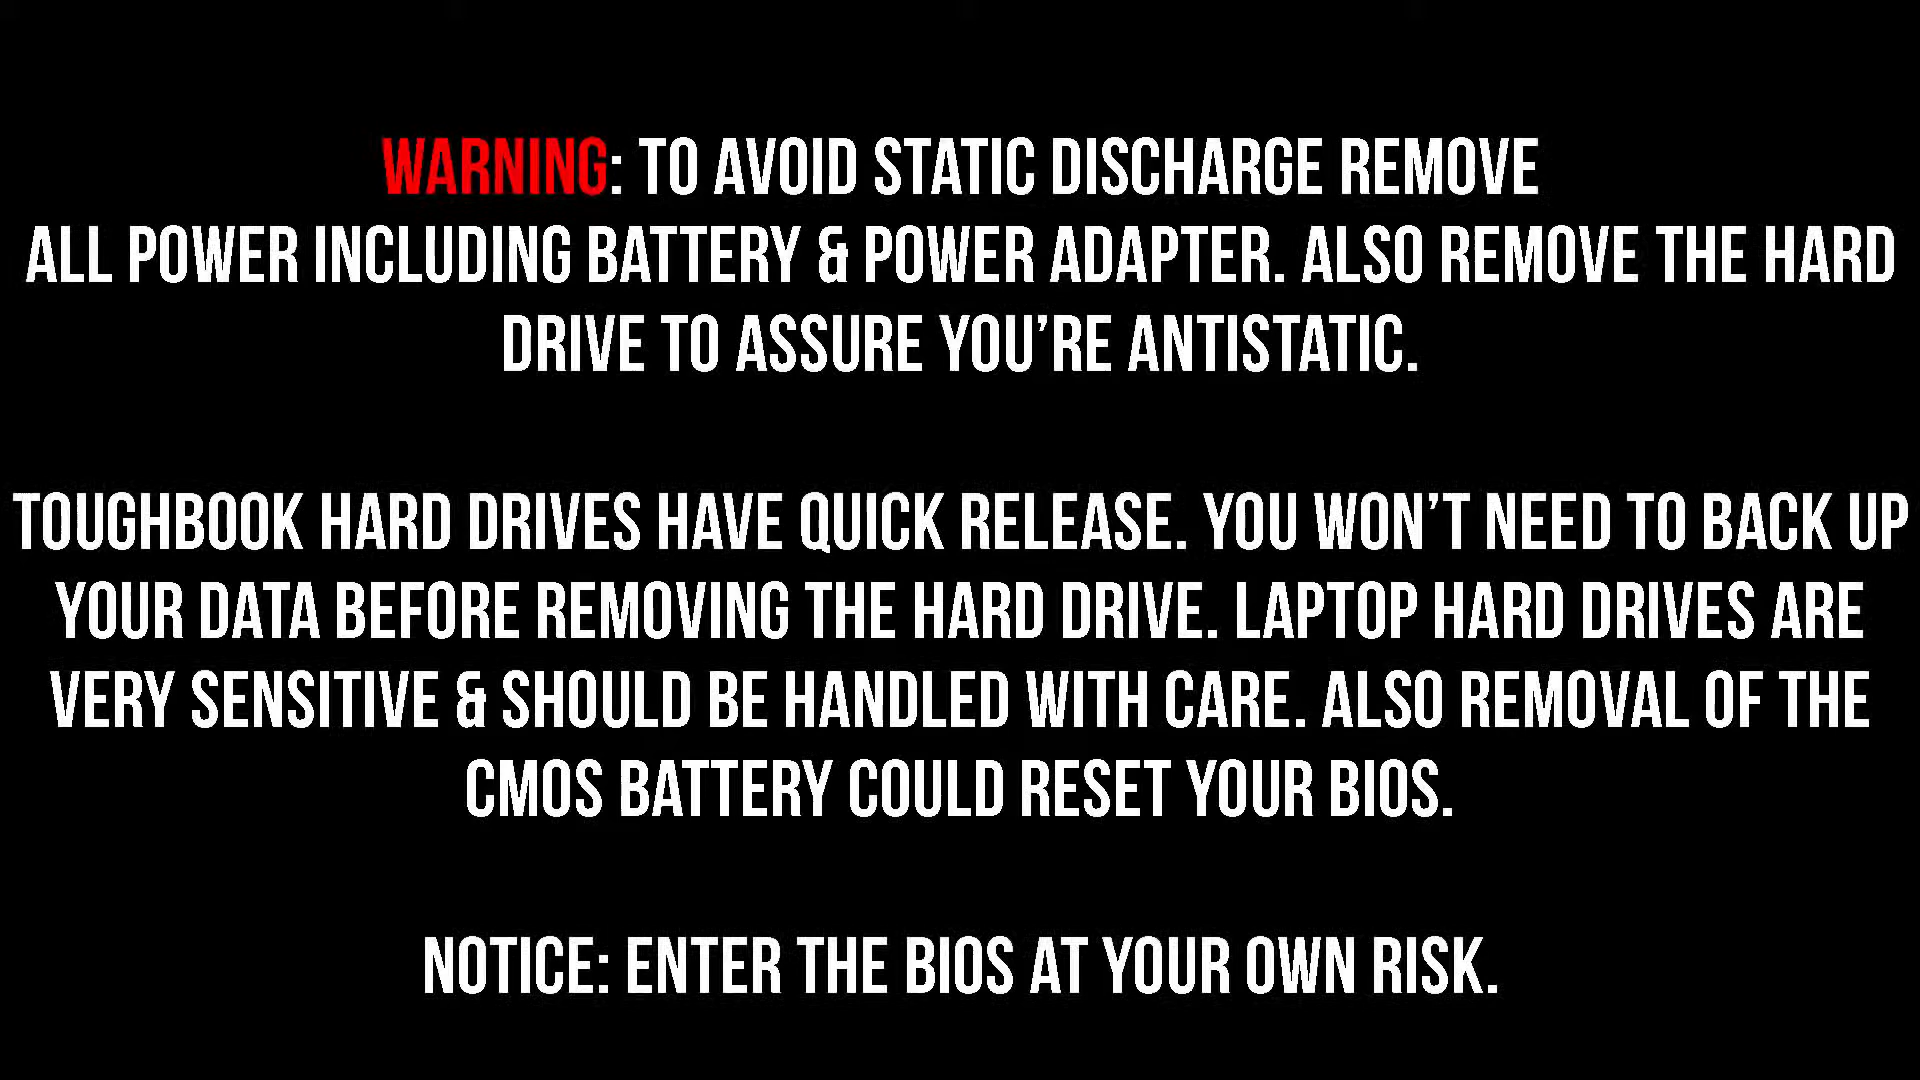 WARNING: TO AVOID STATIC DISCHARGE REMOVE
ALL POWER INCLUDING BATTERY & POWER ADAPTER. ALSO REMOVE THE HARD
DRIVE TO ASSURE YOU’RE ANTISTATIC.
TOUGHBOOK HARD DRIVES HAVE QUICK RELEASE. YOU WON’T NEED TO BACK UP
YOUR DATA BEFORE REMOVING THE HARD DRIVE. LAPTOP HARD DRIVES ARE
VERY SENSITIVE & SHOULD BE HANDLED WITH CARE. ALSO REMOVAL OF THE
CMOS BATTERY COULD RESET YOUR BIOS.
NOTICE: ENTER THE BIOS AT YOUR OWN RISK.